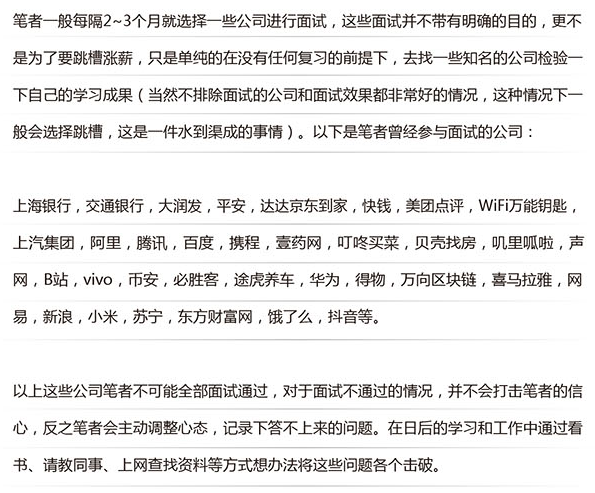 笔者一般每隔2~3个月就选择一些公司进行面试，这些面试并不带有明确的目的，更不
是为了要跳槽涨薪，只是单纯的在没有任何复习的前提下，去找一些知名的公司检验一
下自己的学习成果（当然不排除面试的公司和面试效果都非常好的情况，这种情况下一
般会选择跳槽，这是一件水到渠成的事情）。以下是笔者曾经参与面试的公司：
上海银行，交通银行，大润发，平安，达达京东到家，快钱，美团点评，WiFi万能钥匙，
上汽集团，阿里，腾讯，百度，携程，壹药网，叮咚买菜，贝壳找房，叽里呱啦，声
网，B站，vivo，币安，必胜客，途虎养车，华为，得物，万向区块链，喜马拉雅，网
易，新浪，小米，苏宁，东方财富网，饿了么，抖音等。
以上这些公司笔者不可能全部面试通过，对于面试不通过的情况，并不会打击笔者的信
心，反之笔者会主动调整心态，记录下答不上来的问题。在日后的学习和工作中通过看
书、请教同事、上网查找资料等方式想办法将这些问题各个击破。